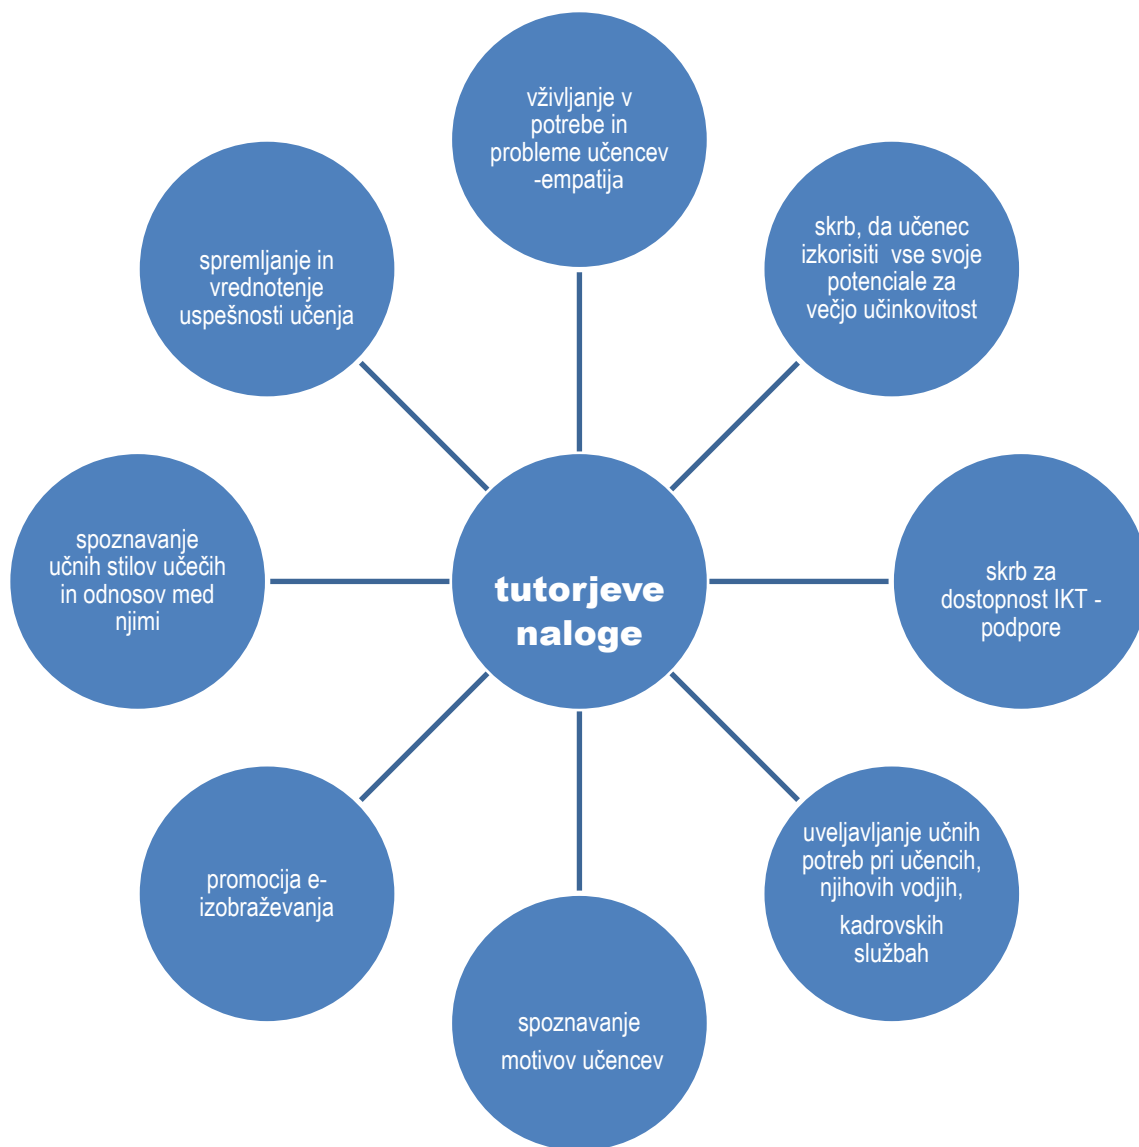 vživljanje v
potrebe in
probleme učencev
-empatija
skrb, da učenec
izkorisiti  vse svoje
potenciale za
večjo učinkovitost
skrb za
dostopnost IKT -
podpore
uveljavljanje učnih
potreb pri učencih,
njihovih vodjih,
kadrovskih
službah
spoznavanje
motivov učencev
promocija e-
izobraževanja
spoznavanje
učnih stilov učečih
in odnosov med
njimi
spremljanje in
vrednotenje
uspešnosti učenja
tutorjeve
naloge